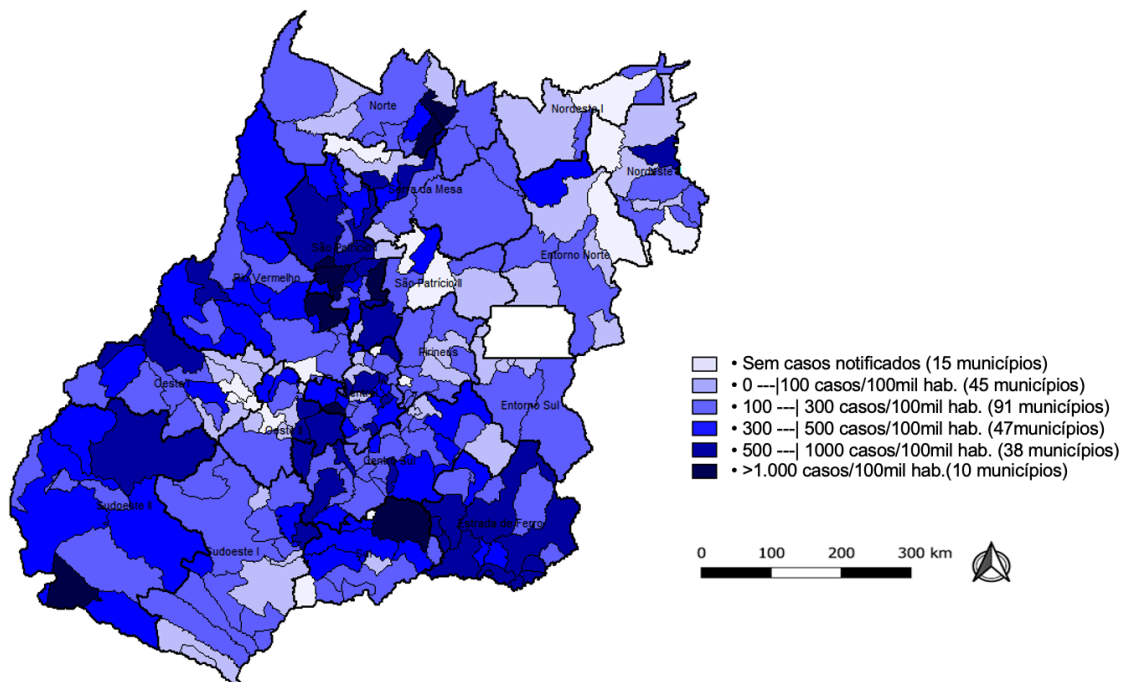 Norte
Nordeste I
Nordeste
Serra da Mesa
São Patrício I
Entorno Norte
Rio Vermelho
São Patrício II
Pirineus
Oeste I
Entorno Sul
Oeste II
Centro Sul
Sudoeste II
Estrada de Ferro
Sudoeste I
Sul
• Sem casos notificados (15 municípios)
• 0 ---|100 casos/100mil hab. (45 municípios)
• 100 ---| 300 casos/100mil hab. (91 municípios)
• 300 ---| 500 casos/100mil hab. (47municípios)
• 500 ---| 1000 casos/100mil hab. (38 municípios)
• >1.000 casos/100mil hab.(10 municípios)
0 100 200 300 km